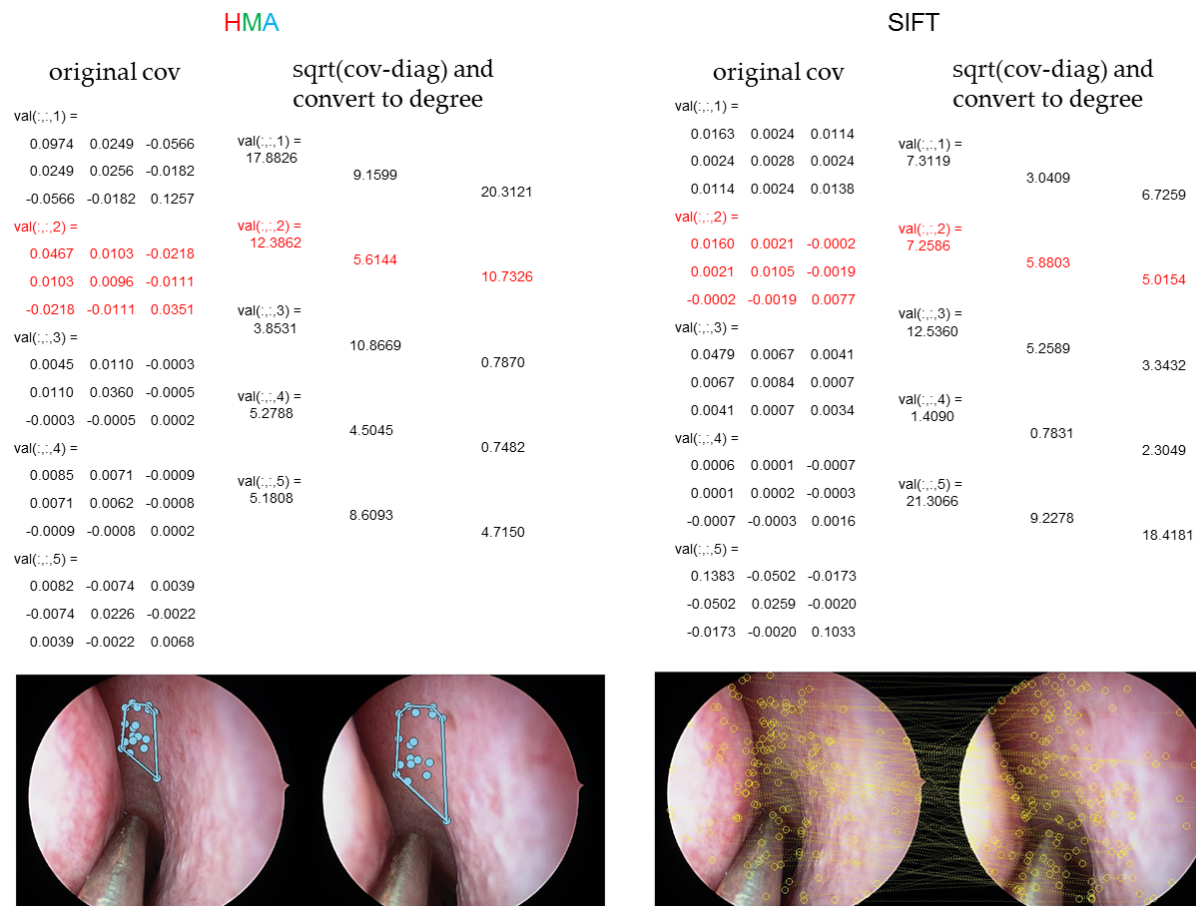 HMA
original cov
sqrt(cov-diag) and
convert to degree
val(:,:,1) =
0.0974 0.0249 -0.0566
0.0249 0.0256 -0.0182
-0.0566 -0.0182 0.1257
val(:,:,2) =
0.0467 0.0103 -0.0218
0.0103 0.0096 -0.0111
-0.0218 -0.0111 0.0351
val(:,:,3) =
0.0045 0.0110 -0.0003
0.0110 0.0360 -0.0005
-0.0003 -0.0005 0.0002
val(:,:,4) =
0.0085 0.0071 -0.0009
0.0071 0.0062 -0.0008
-0.0009 -0.0008 0.0002
val(:,:,5) =
0.0082 -0.0074 0.0039
-0.0074 0.0226 -0.0022
0.0039 -0.0022 0.0068
val(:,:,1) =
17.8826
9.1599
20.3121
val(:,:,2) =
12.3862
5.6144
10.7326
val(:,:,3) =
3.8531
10.8669
0.7870
val(:,:,4) =
5.2788
4.5045
0.7482
val(:,:,5) =
5.1808
8.6093
4.7150
SIFT
original cov
sqrt(cov-diag) and
convert to degree
val(:,:,1) =
0.0163 0.0024 0.0114
0.0024 0.0028 0.0024
0.0114 0.0024 0.0138
val(:,:,2) =
0.0160 0.0021 -0.0002
0.0021 0.0105 -0.0019
-0.0002 -0.0019 0.0077
val(:,:,3) =
0.0479 0.0067 0.0041
0.0067 0.0084 0.0007
0.0041 0.0007 0.0034
val(:,:,4) =
0.0006 0.0001 -0.0007
0.0001 0.0002 -0.0003
-0.0007 -0.0003 0.0016
val(:,:,5) =
0.1383 -0.0502 -0.0173
-0.0502 0.0259 -0.0020
-0.0173 -0.0020 0.1033
val(:,:,1) =
7.3119
3.0409
6.7259
val(:,:,2) =
7.2586
5.8803
5.0154
val(:,:,3) =
12.5360
5.2589
3.3432
val(:,:,4) =
1.4090
0.7831
2.3049
val(:,:,5) =
21.3066
9.2278
18.4181